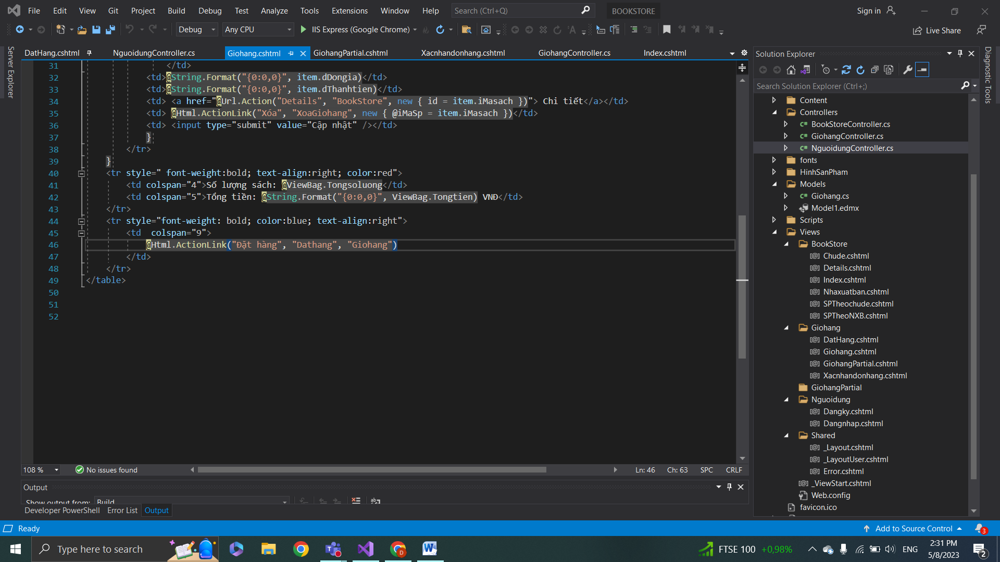 File Edit View Git Project Build Debug Test Analyze Tools Extensions Window Help Search (Ctrl+Q) BOOKSTORE Sign in
Debug Any CPU IIS Express (Google Chrome) Live Share
Server Explorer
DatHang.cshtml NguoidungController.cs Giohang.cshtml GiohangPartial.cshtml Xacnhandonhang.cshtml GiohangController.cs Index.cshtml
31 </td>
32 <td>@String.Format("{0:0,0}", item.dDongia)</td>
33 <td>@String.Format("{0:0,0}", item.dThanhtien)</td>
34 <td> <a href="@Url.Action("Details", "BookStore", new { id = item.iMasach })"> Chi tiết</a></td>
35 <td> @Html.ActionLink("Xóa", "XoaGiohang", new { @iMaSp = item.iMasach })</td>
36 <td> <input type="submit" value="Cập nhật" /></td>
37 }
38 </tr>
39 }
40 <tr style=" font-weight:bold; text-align:right; color:red">
41 <td colspan="4">Số lượng sách: @ViewBag.Tongsoluong</td>
42 <td colspan="5">Tổng tiền: @String.Format("{0:0,0}", ViewBag.Tongtien) VNĐ</td>
43 </tr>
44 <tr style="font-weight: bold; color:blue; text-align:right">
45 <td  colspan="9">
46 @Html.ActionLink("Đặt hàng", "Dathang", "Giohang")
47 </td>
48 </tr>
49 </table>
50
51
52
108 % No issues found Ln: 46 Ch: 63 SPC CRLF
Output
Show output from: Build
Developer PowerShell Error List Output
Solution Explorer
Search Solution Explorer (Ctrl+;)
Content
Controllers
C# BookStoreController.cs
C# GiohangController.cs
C# NguoidungController.cs
fonts
HinhSanPham
Models
C# Giohang.cs
Model1.edmx
Scripts
Views
BookStore
[@] Chude.cshtml
[@] Details.cshtml
[@] Index.cshtml
[@] Nhaxuatban.cshtml
[@] SPTheochude.cshtml
[@] SPTheoNXB.cshtml
Giohang
[@] DatHang.cshtml
[@] Giohang.cshtml
[@] GiohangPartial.cshtml
[@] Xacnhandonhang.cshtml
GiohangPartial
Nguoidung
[@] Dangky.cshtml
[@] Dangnhap.cshtml
Shared
[@] _Layout.cshtml
[@] _LayoutUser.cshtml
[@] Error.cshtml
[@] _ViewStart.cshtml
Web.config
favicon.ico
Diagnostic Tools
Ready Add to Source Control 3
Type here to search FTSE 100 +0,98% ENG 2:31 PM
5/8/2023 2